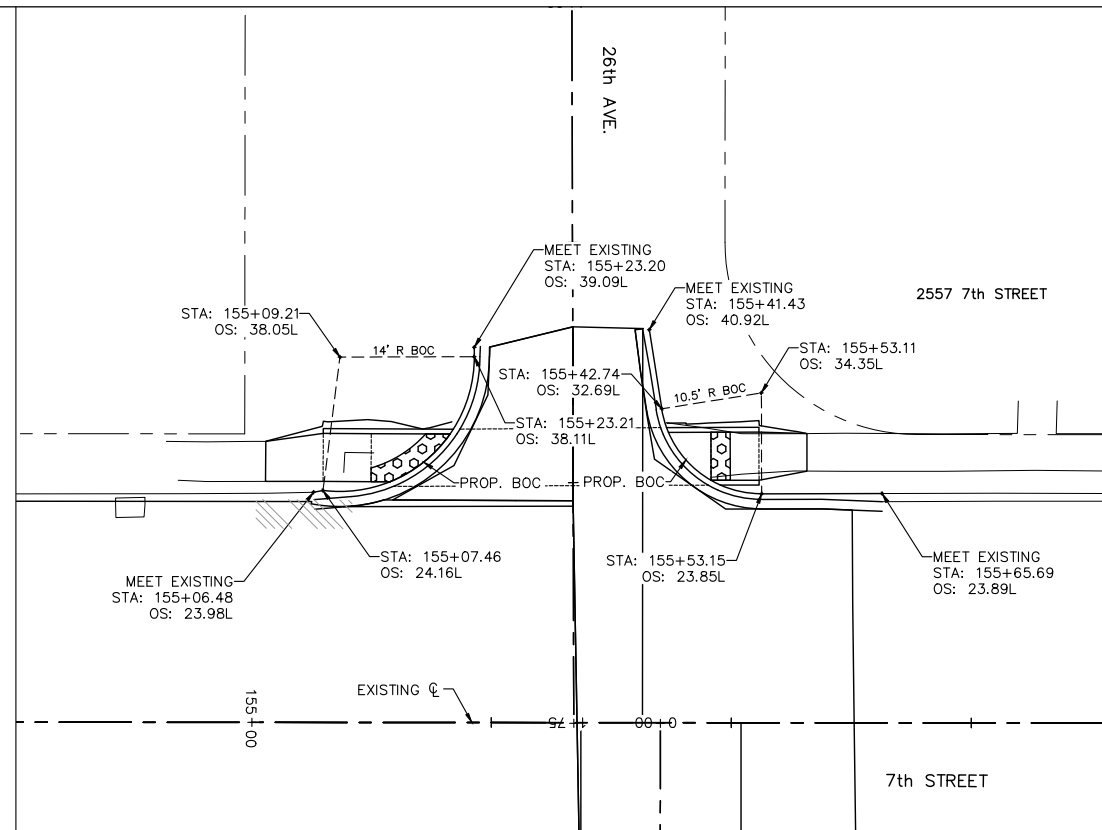 26th AVE.
MEET EXISTING
STA: 155+23.20
OS: 39.09L
MEET EXISTING
STA: 155+41.43
OS: 40.92L
2557 7th STREET
STA: 155+09.21
OS: 38.05L
14' R BOC
STA: 155+53.11
OS: 34.35L
STA: 155+42.74
OS: 32.69L
10.5' R BOC
STA: 155+23.21
OS: 38.11L
PROP. BOC
PROP. BOC
STA: 155+07.46
OS: 24.16L
MEET EXISTING
STA: 155+06.48
OS: 23.98L
STA: 155+53.15
OS: 23.85L
MEET EXISTING
STA: 155+65.69
OS: 23.89L
EXISTING ℄
155+00
75
0+00
7th STREET